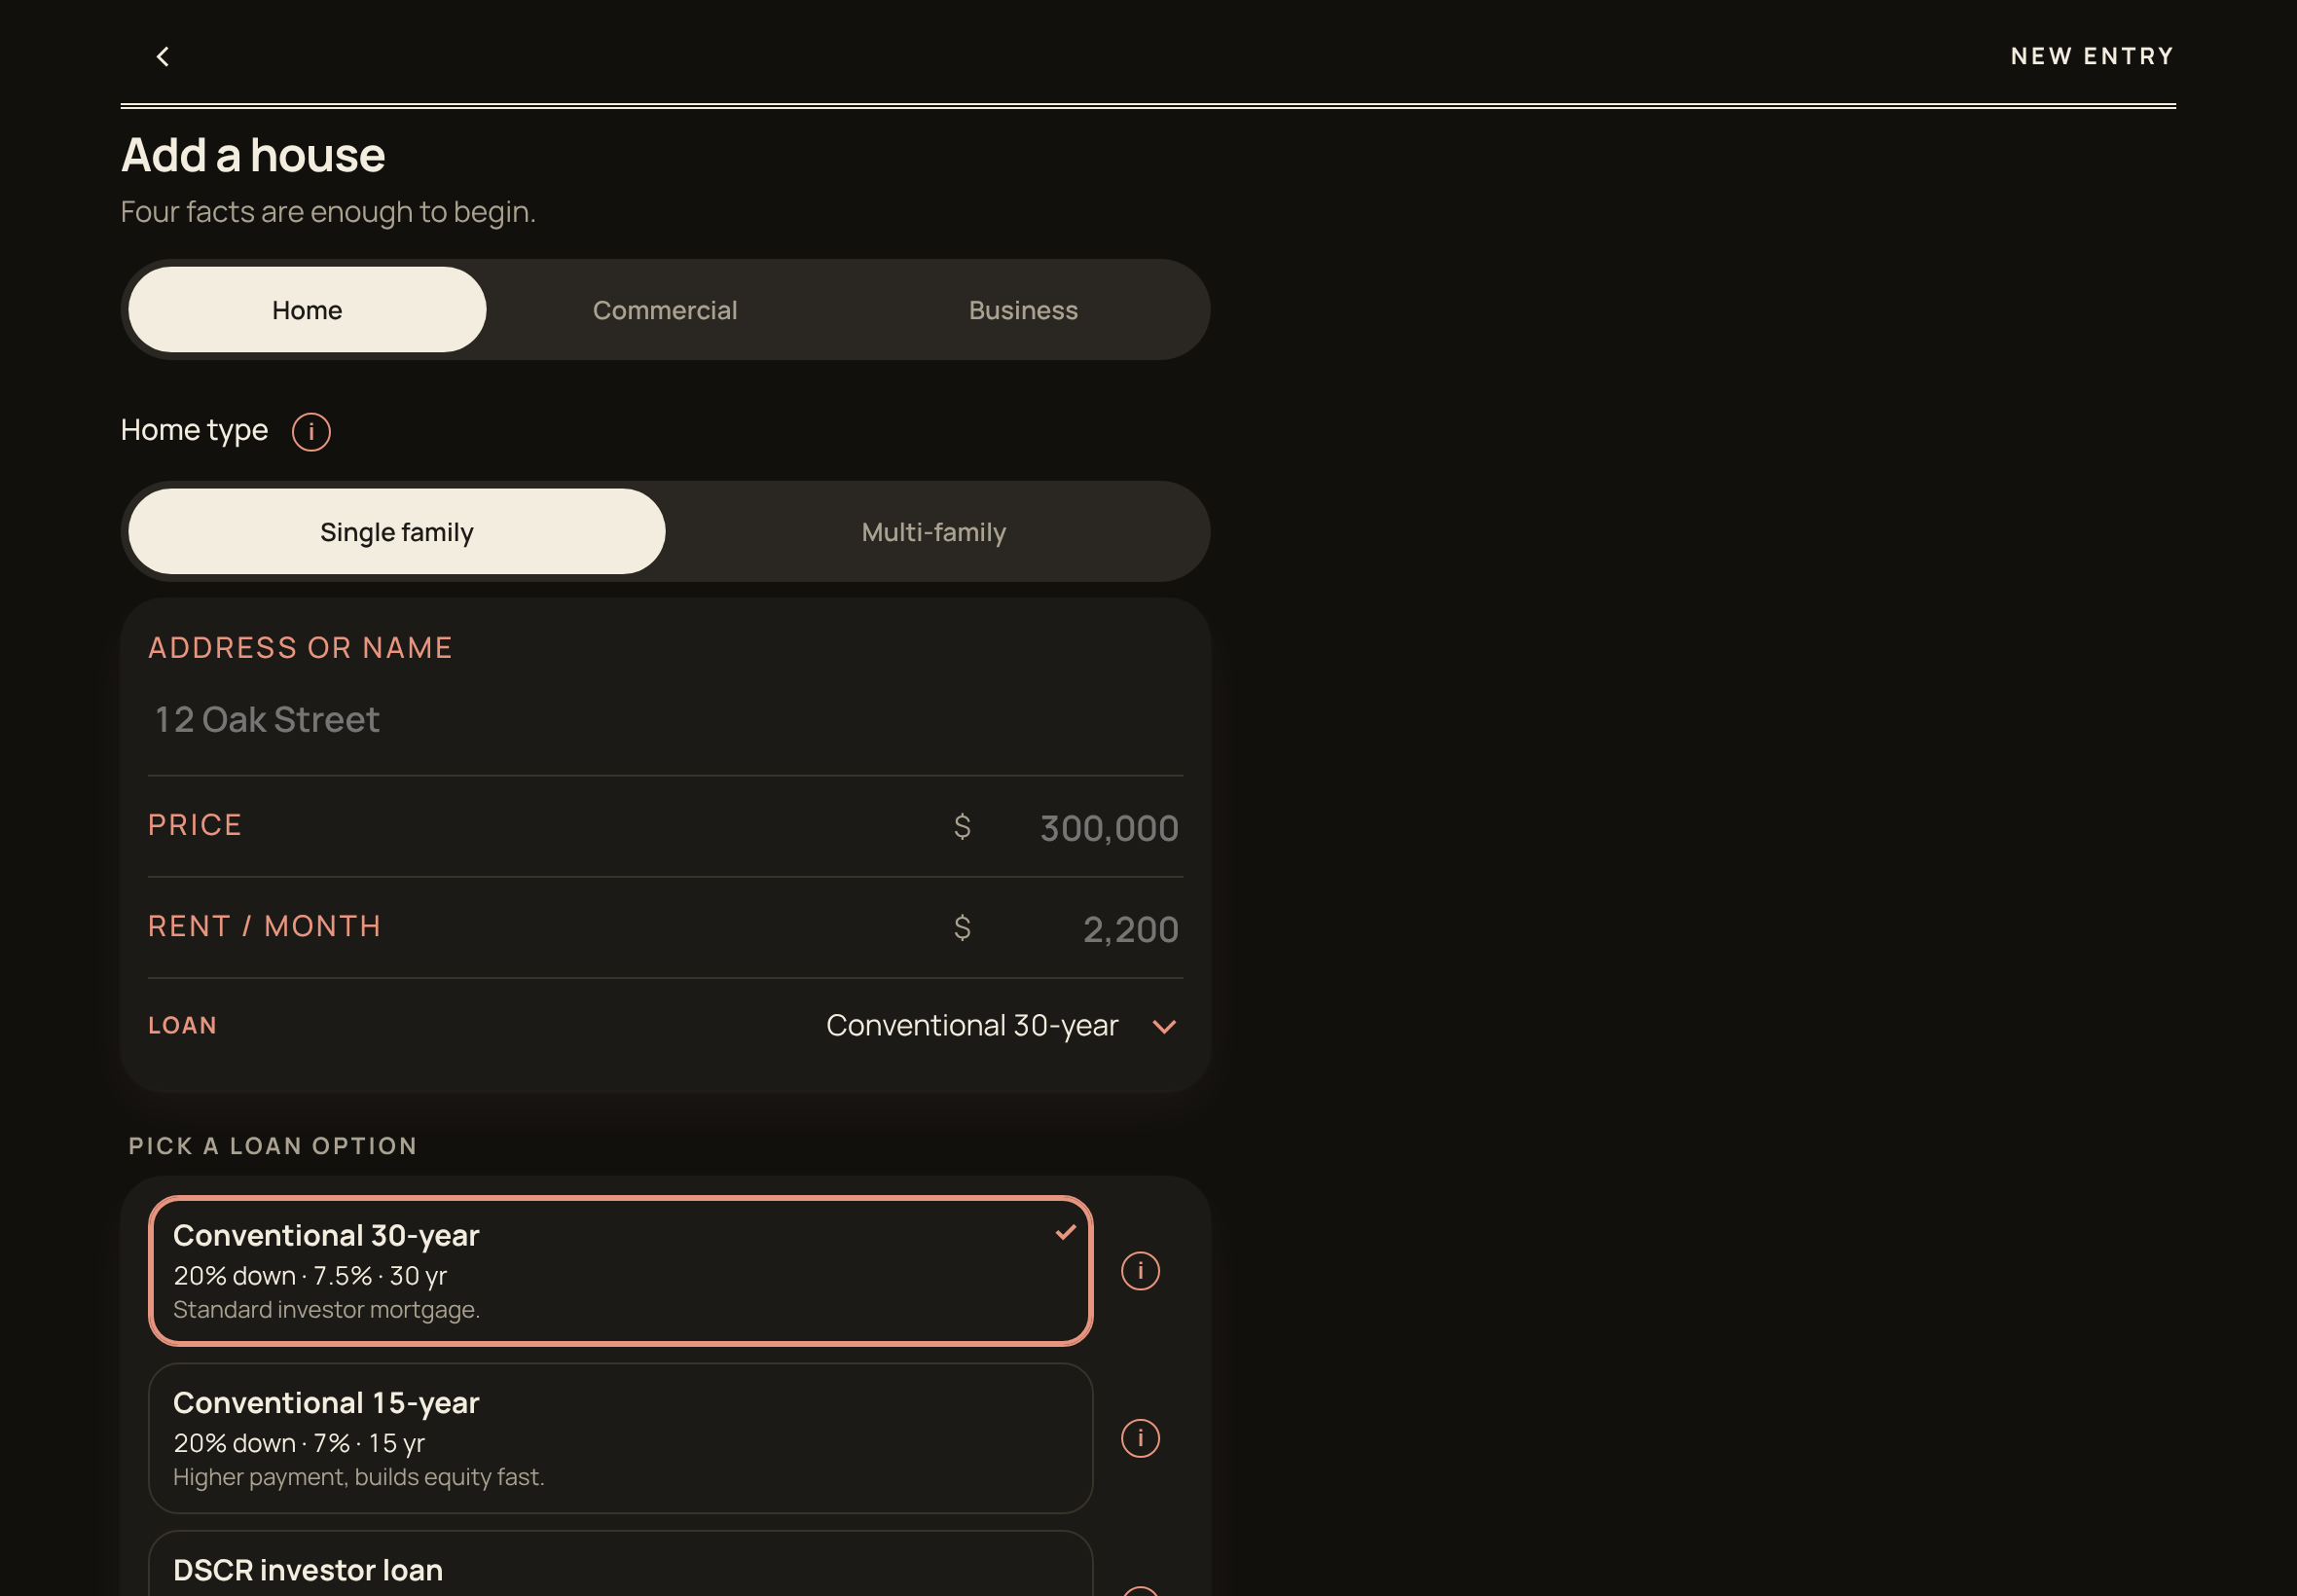 NEW ENTRY
Add a house
Four facts are enough to begin.
Home Commercial Business
Home type i
Single family Multi-family
ADDRESS OR NAME
12 Oak Street
PRICE $ 300,000
RENT / MONTH $ 2,200
LOAN Conventional 30-year
PICK A LOAN OPTION
Conventional 30-year
20% down · 7.5% · 30 yr
Standard investor mortgage.
i
Conventional 15-year
20% down · 7% · 15 yr
Higher payment, builds equity fast.
i
DSCR investor loan